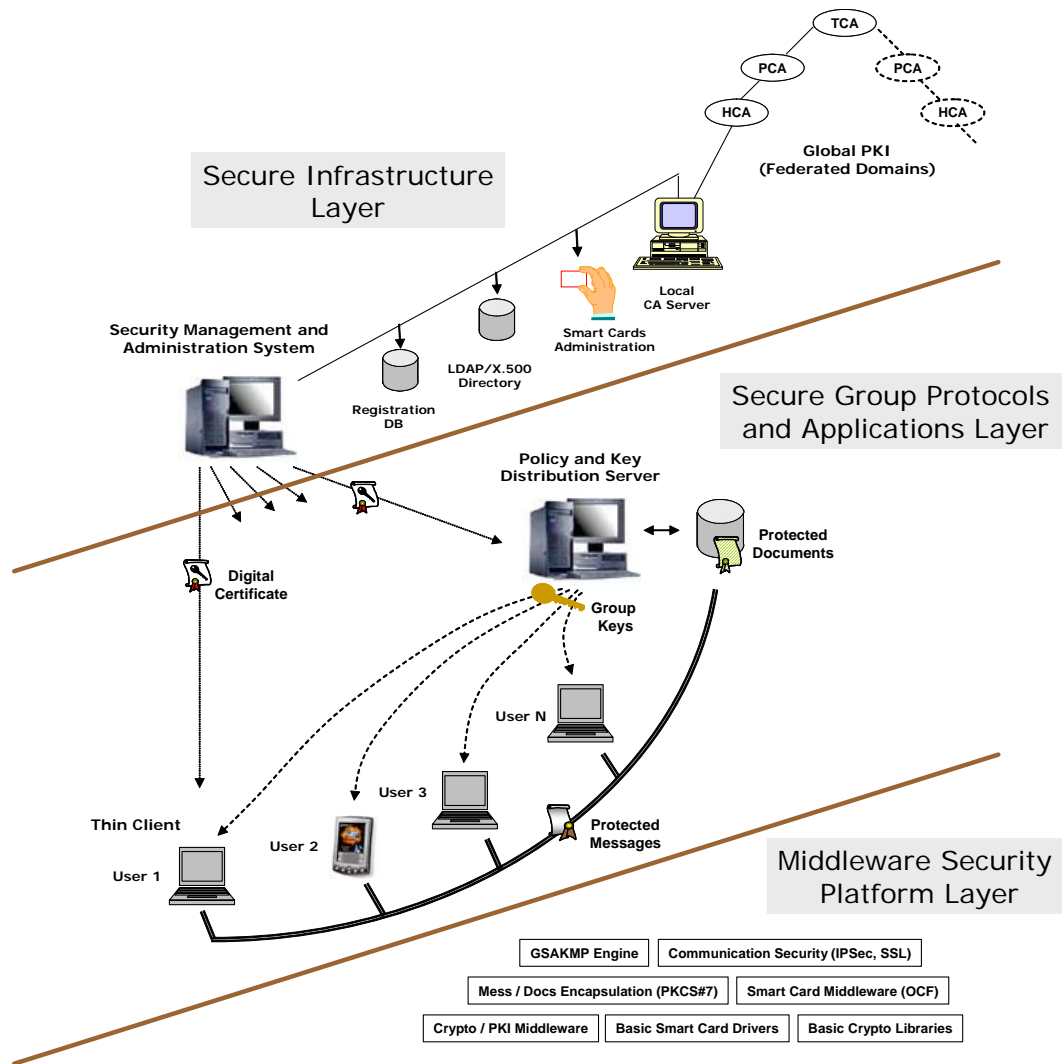 TCA
PCA
PCA
HCA
HCA
Global PKI
(Federated Domains)
Secure Infrastructure
Layer
Local
CA Server
Smart Cards
Administration
Security Management and
Administration System
LDAP/X.500
Directory
Registration
DB
Secure Group Protocols
and Applications Layer
Policy and Key
Distribution Server
Protected
Documents
Digital
Certificate
Group
Keys
User N
User 3
Thin Client
User 2
Protected
Messages
User 1
Middleware Security
Platform Layer
GSAKMP Engine
Communication Security (IPSec, SSL)
Mess / Docs Encapsulation (PKCS#7)
Smart Card Middleware (OCF)
Crypto / PKI Middleware
Basic Smart Card Drivers
Basic Crypto Libraries